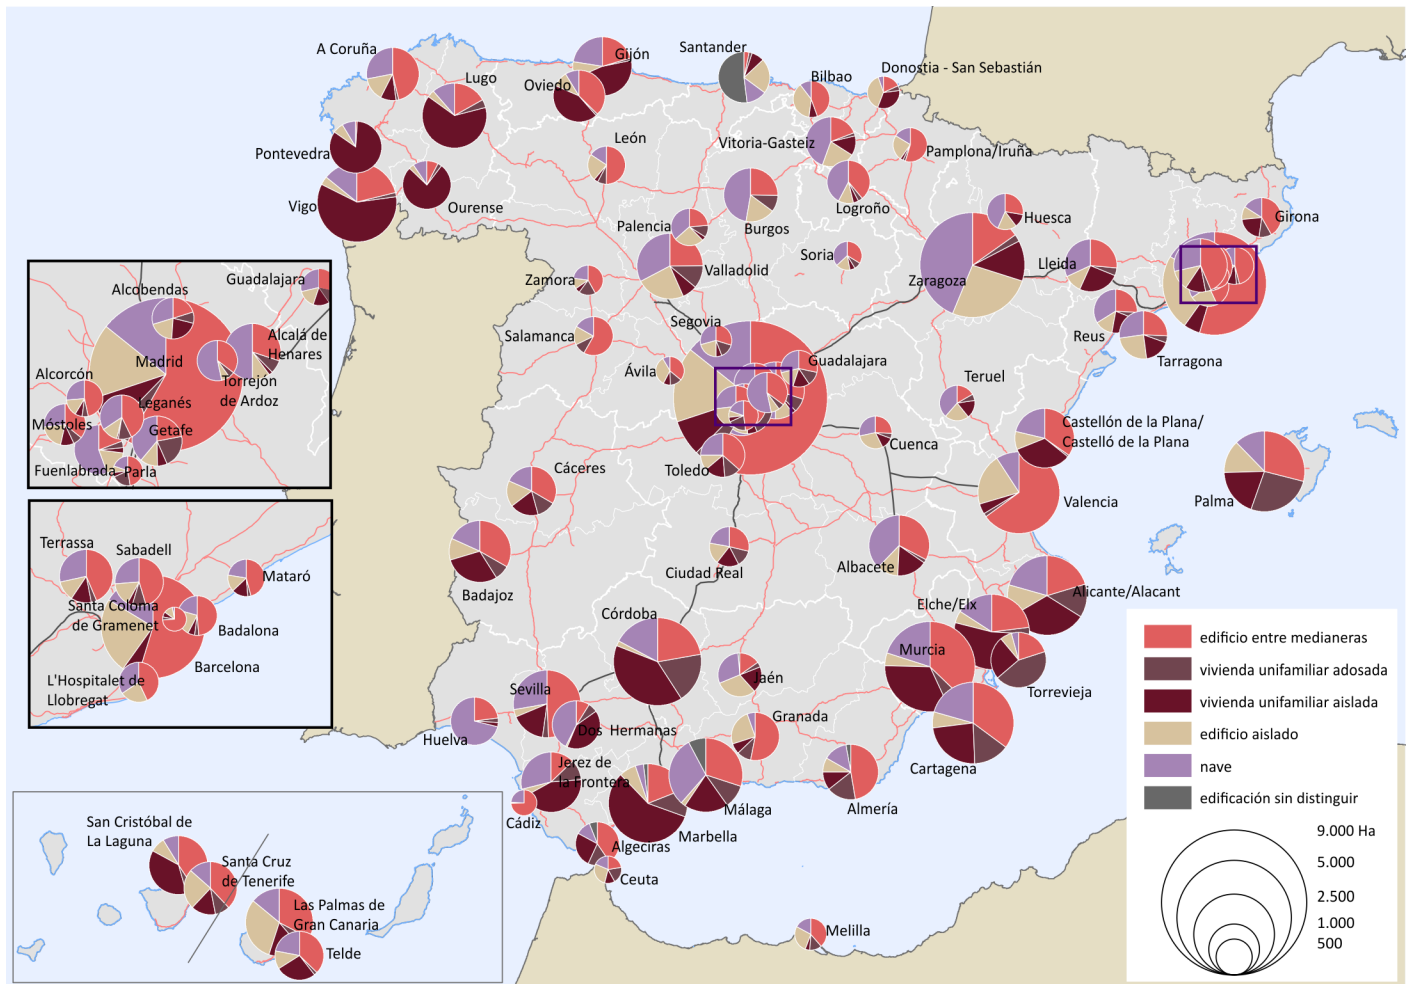 A Coruña
Lugo
Gijón
Oviedo
Santander
Bilbao
Donostia - San Sebastián
Pontevedra
León
Vitoria-Gasteiz
Pamplona/Iruña
Vigo
Ourense
Logroño
Huesca
Girona
Palencia
Burgos
Valladolid
Soria
Zaragoza
Lleida
Zamora
Salamanca
Segovia
Reus
Tarragona
Ávila
Guadalajara
Teruel
Toledo
Cuenca
Castellón de la Plana/
Castelló de la Plana
Cáceres
Valencia
Palma
Badajoz
Ciudad Real
Albacete
Alicante/Alacant
Elche/Elx
Córdoba
Murcia
Torrevieja
Sevilla
Jaén
Huelva
Dos Hermanas
Granada
Cartagena
Jerez de
la Frontera
Cádiz
Málaga
Almería
Marbella
Algeciras
Ceuta
Melilla
Guadalajara
Alcobendas
Madrid
Alcalá de
Henares
Alcorcón
Torrejón
de Ardoz
Leganés
Móstoles
Getafe
Fuenlabrada
Parla
Terrassa
Sabadell
Mataró
Santa Coloma
de Gramenet
Badalona
Barcelona
L'Hospitalet de
Llobregat
San Cristóbal de
La Laguna
Santa Cruz
de Tenerife
Las Palmas de
Gran Canaria
Telde
edificio entre medianeras
vivienda unifamiliar adosada
vivienda unifamiliar aislada
edificio aislado
nave
edificación sin distinguir
9.000 Ha
5.000
2.500
1.000
500